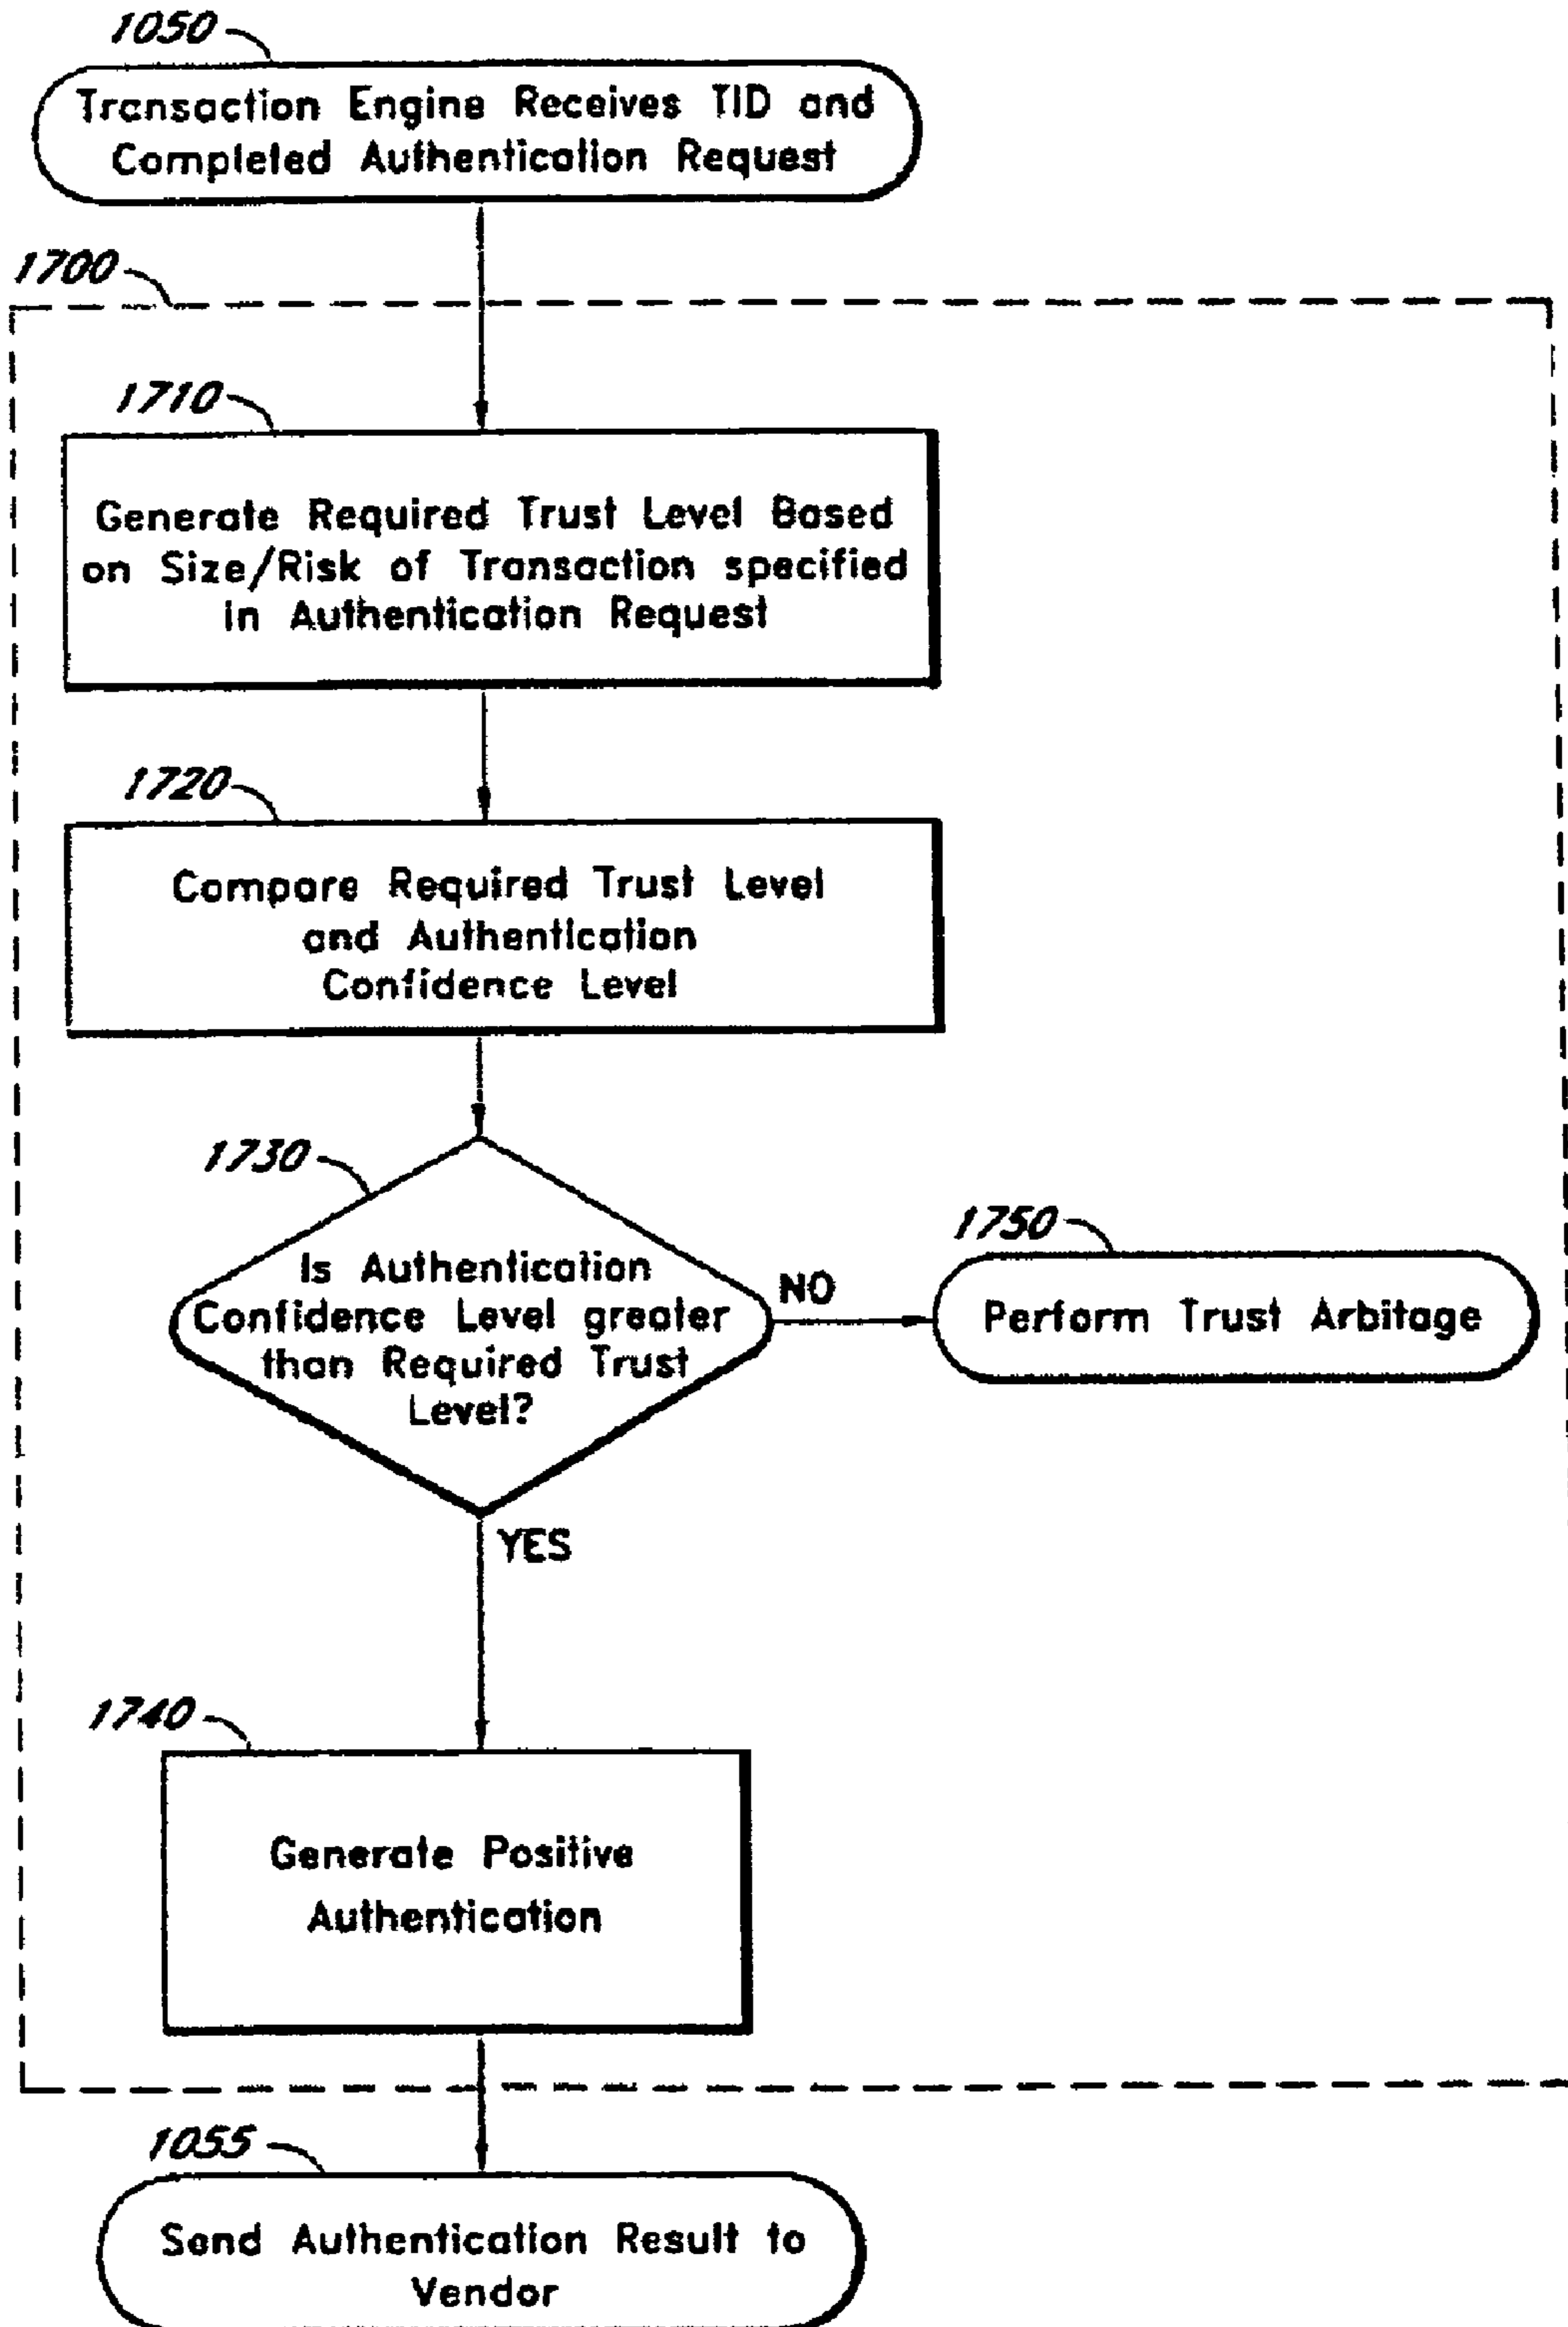 1050
Transaction Engine Receives TID and
Completed Authentication Request
1700
1710
Generate Required Trust Level Based
on Size/Risk of Transaction specified
in Authentication Request
1720
Compare Required Trust Level
and Authentication
Confidence Level
1730
Is Authentication
Confidence Level greater
than Required Trust
Level?
NO
1750
Perform Trust Arbitage
YES
1740
Generate Positive
Authentication
1055
Send Authentication Result to
Vendor